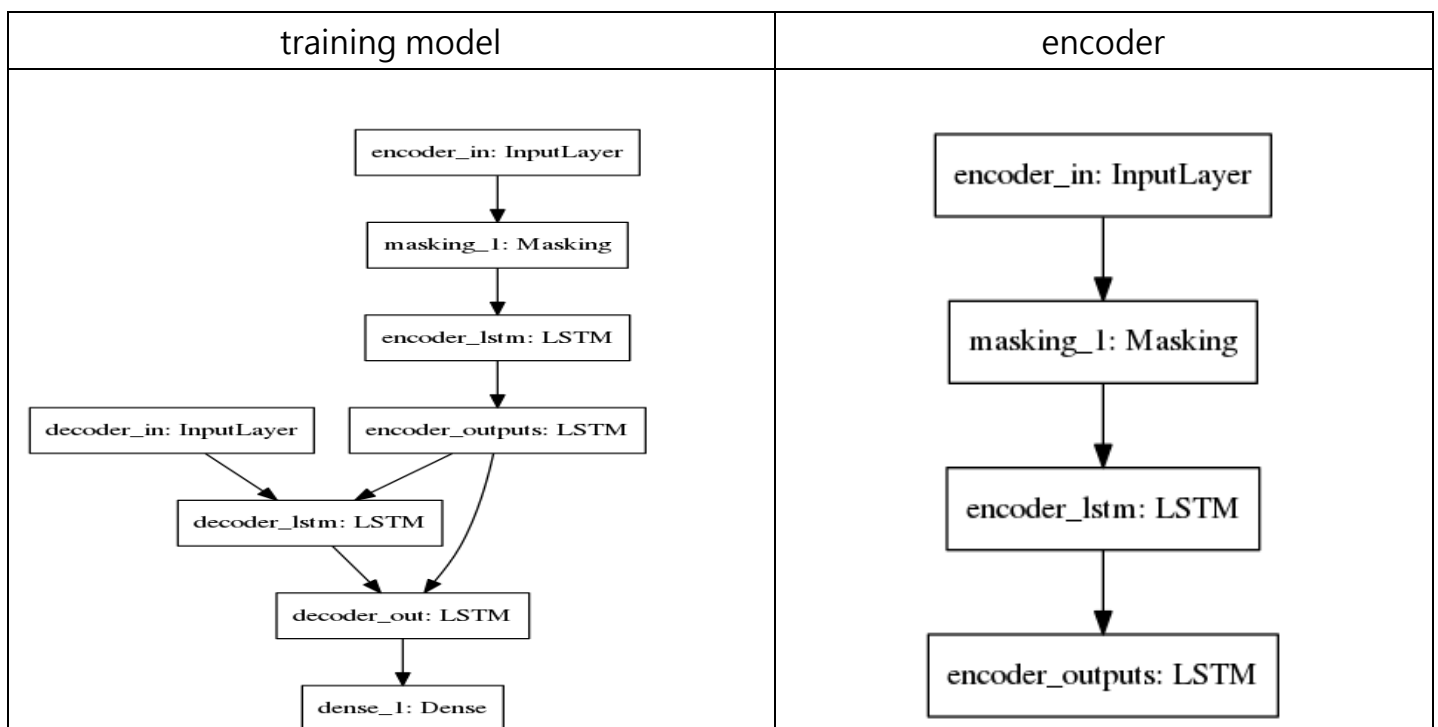 training model
encoder
encoder_in: InputLayer
masking_1: Masking
encoder_lstm: LSTM
decoder_in: InputLayer
encoder_outputs: LSTM
decoder_lstm: LSTM
decoder_out: LSTM
dense_1: Dense
encoder_in: InputLayer
masking_1: Masking
encoder_lstm: LSTM
encoder_outputs: LSTM